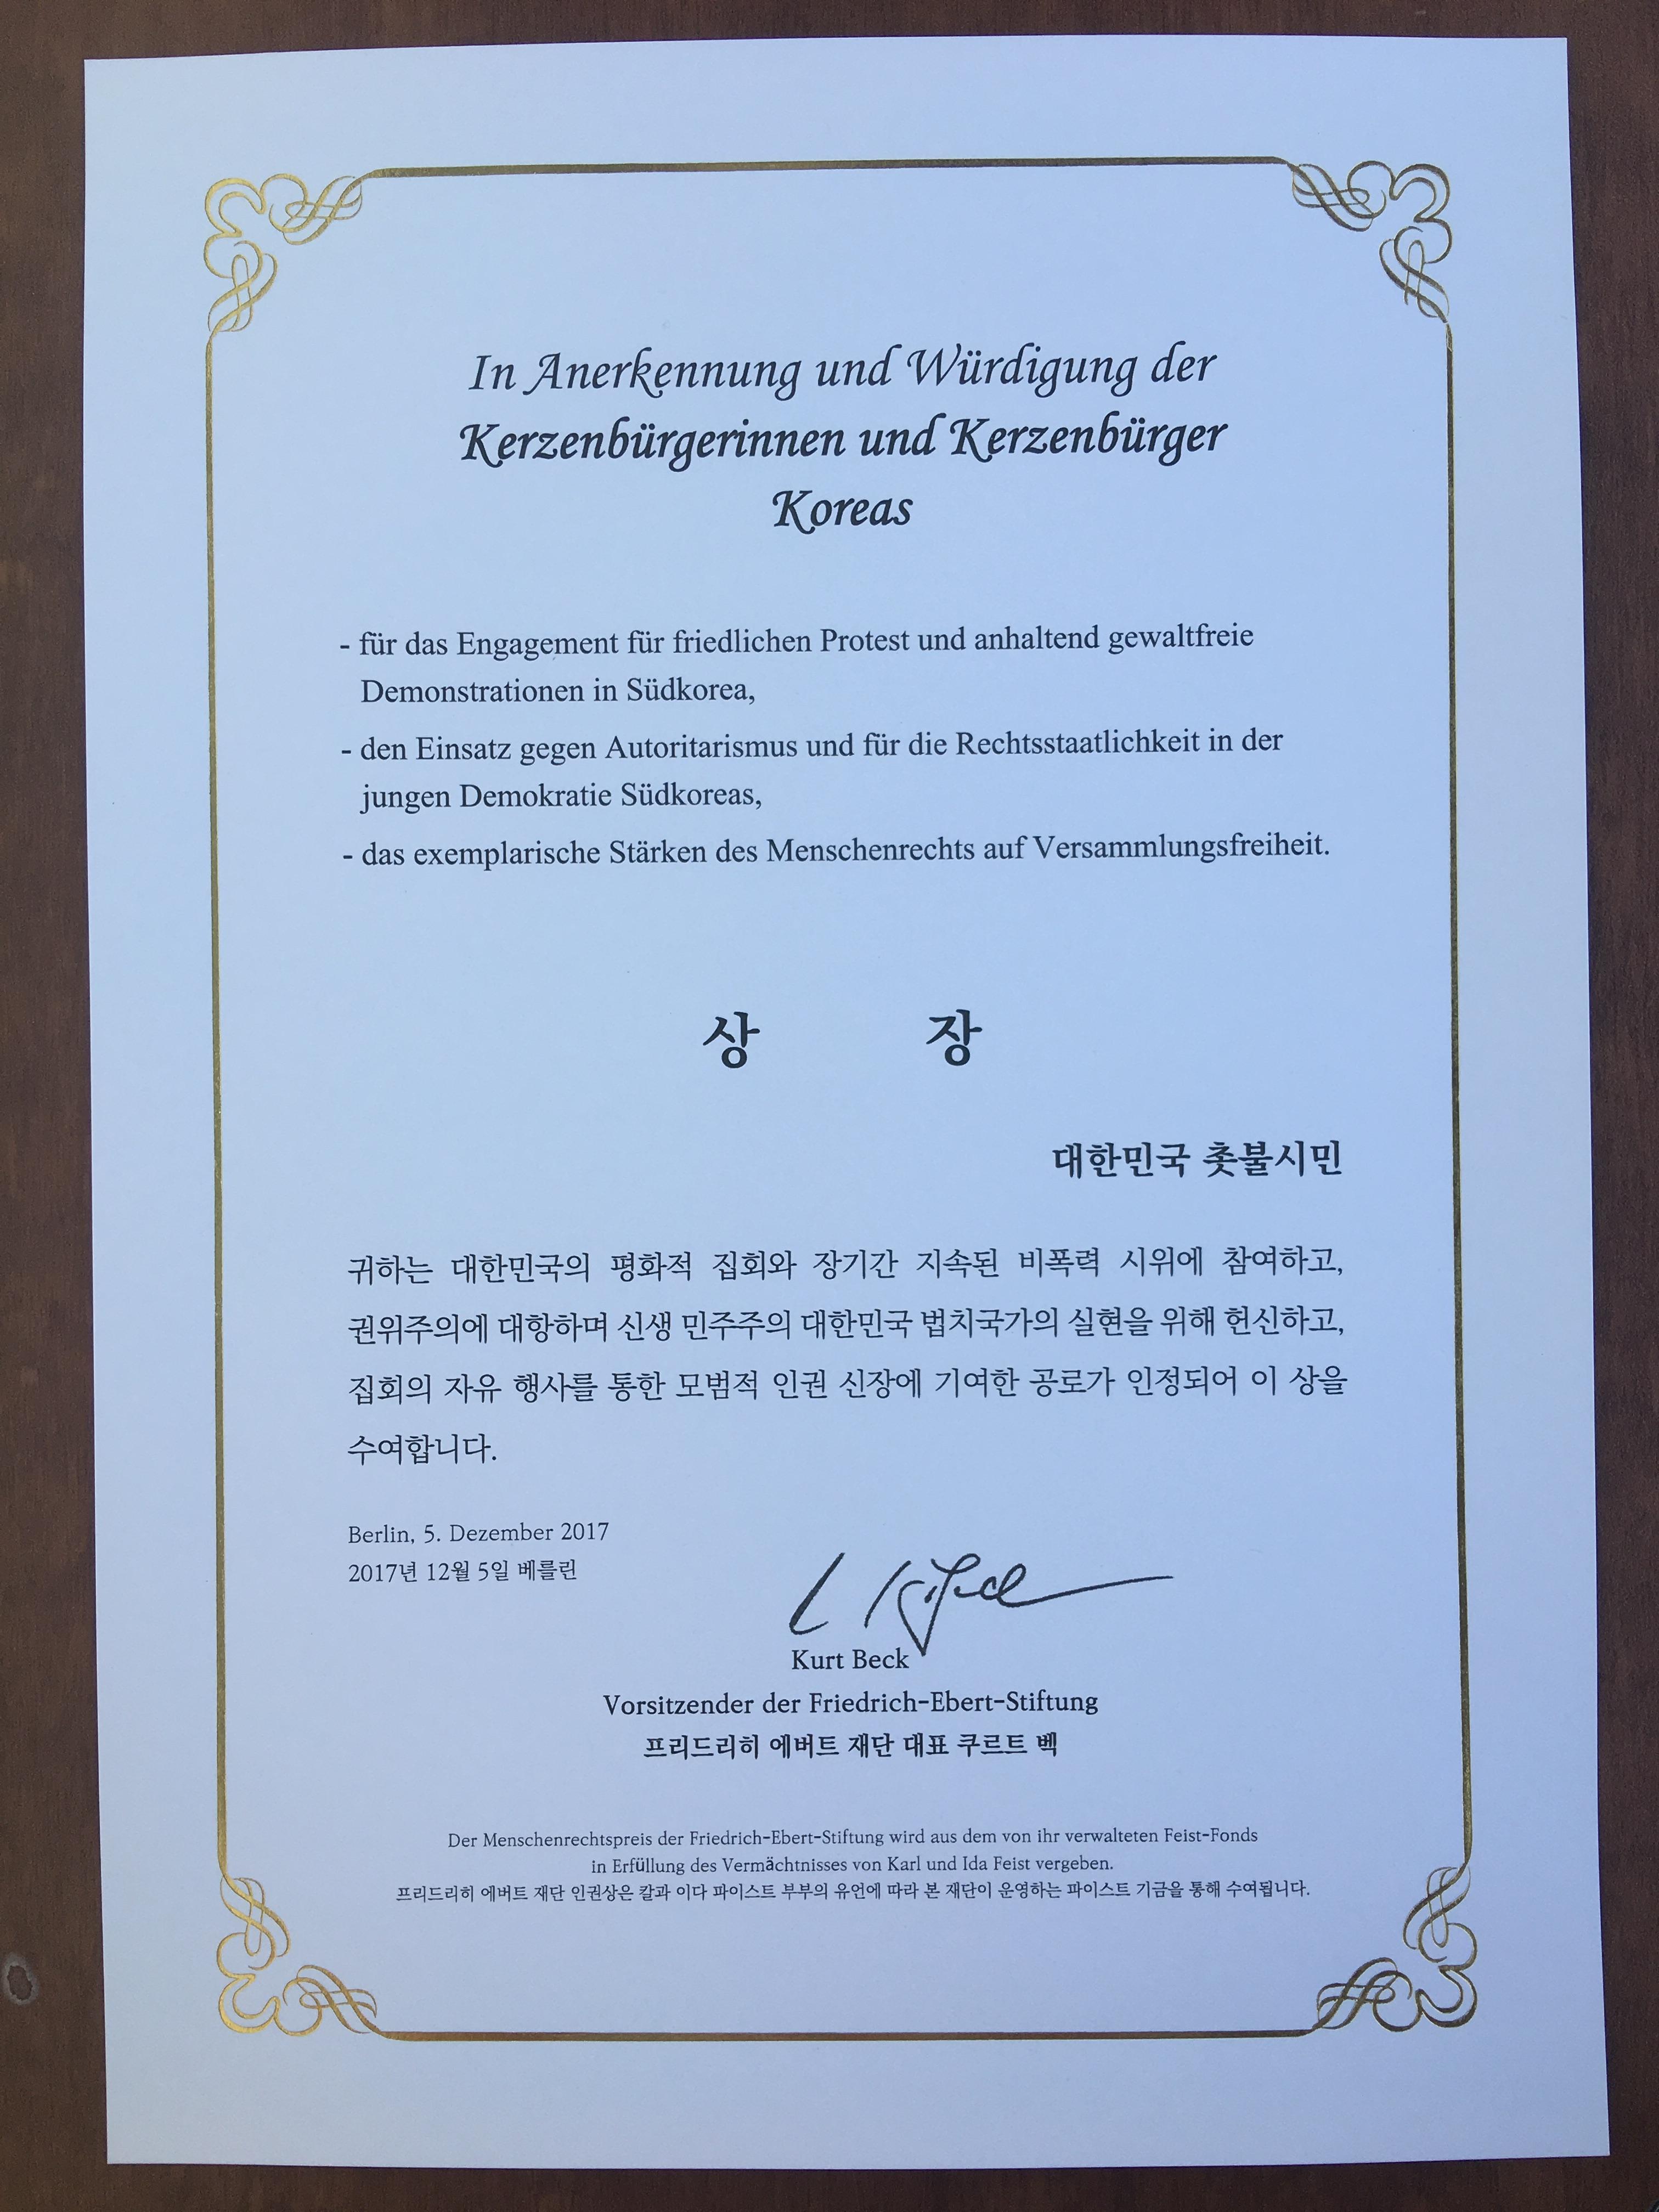 In Anerkennung und Würdigung der
Kerzenbürgerinnen und Kerzenbürger
Koreas
- für das Engagement für friedlichen Protest und anhaltend gewaltfreie
Demonstrationen in Südkorea,
- den Einsatz gegen Autoritarismus und für die Rechtsstaatlichkeit in der
jungen Demokratie Südkoreas,
- das exemplarische Stärken des Menschenrechts auf Versammlungsfreiheit.
상 장
대한민국 촛불시민
귀하는 대한민국의 평화적 집회와 장기간 지속된 비폭력 시위에 참여하고,
권위주의에 대항하며 신생 민주주의 대한민국 법치국가의 실현을 위해 헌신하고,
집회의 자유 행사를 통한 모범적 인권 신장에 기여한 공로가 인정되어 이 상을
수여합니다.
Berlin, 5. Dezember 2017
2017년 12월 5일 베를린
Kurt Beck
Vorsitzender der Friedrich-Ebert-Stiftung
프리드리히 에버트 재단 대표 쿠르트 벡
Der Menschenrechtspreis der Friedrich-Ebert-Stiftung wird aus dem von ihr verwalteten Feist-Fonds
in Erfüllung des Vermächtnisses von Karl und Ida Feist vergeben.
프리드리히 에버트 재단 인권상은 칼과 이다 파이스트 부부의 유언에 따라 본 재단이 운영하는 파이스트 기금을 통해 수여됩니다.